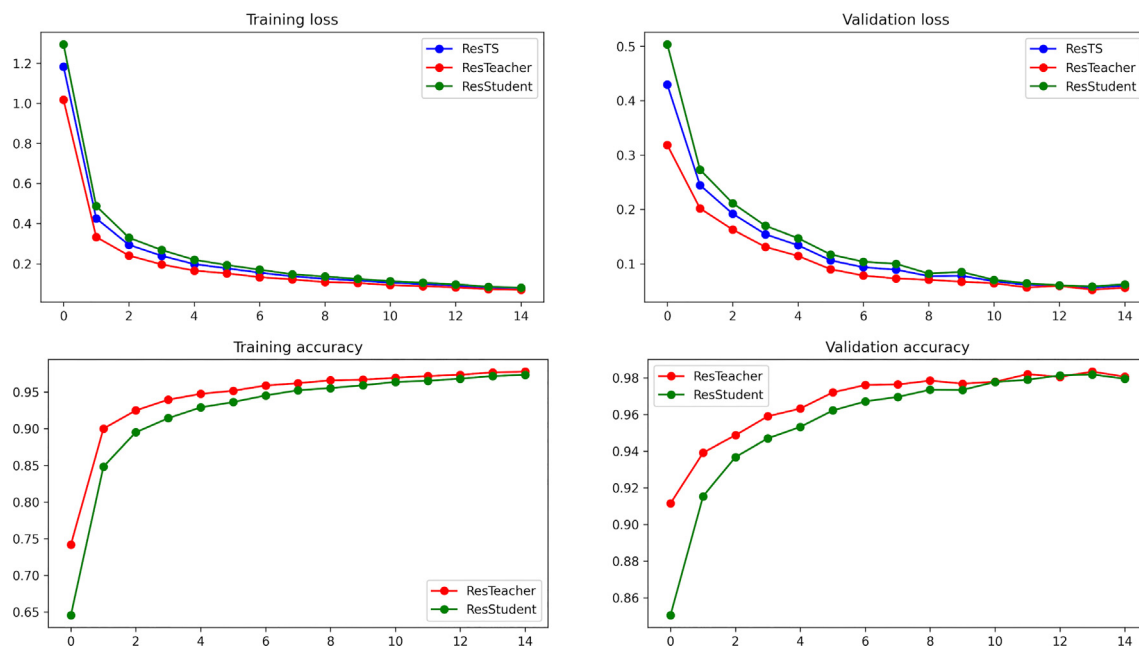 Training loss
1.2
1.0
0.8
0.6
0.4
0.2
0 2 4 6 8 10 12 14
ResTS
ResTeacher
ResStudent
Validation loss
0.5
0.4
0.3
0.2
0.1
0 2 4 6 8 10 12 14
ResTS
ResTeacher
ResStudent
Training accuracy
0.95
0.90
0.85
0.80
0.75
0.70
0.65
0 2 4 6 8 10 12 14
ResTeacher
ResStudent
Validation accuracy
0.98
0.96
0.94
0.92
0.90
0.88
0.86
0 2 4 6 8 10 12 14
ResTeacher
ResStudent